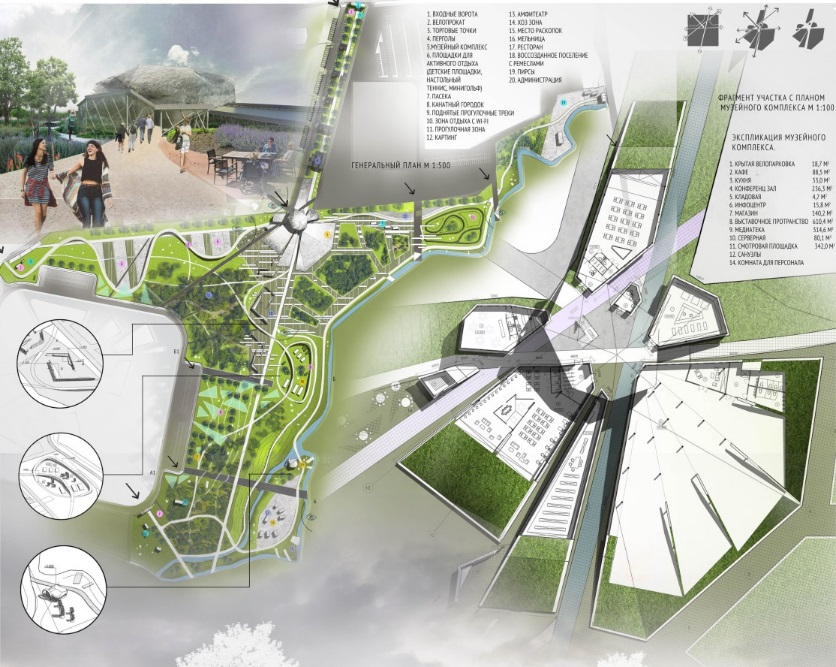 1. ВХОДНЫЕ ВОРОТА
2. ВЕЛОПРОКАТ
3. ТОРГОВЫЕ ТОЧКИ
4. ПЕРГОЛЫ
5.МУЗЕЙНЫЙ КОМПЛЕКС
6. ПЛОЩАДКИ ДЛЯ
АКТИВНОГО ОТДЫХА
(ДЕТСКИЕ ПЛОЩАДКИ,
НАСТОЛЬНЫЙ
ТЕННИС, МИНИГОЛЬФ)
7. ПАСЕКА
8. КАНАТНЫЙ ГОРОДОК
9. ПОДНЯТЫЕ ПРОГУЛОЧНЫЕ ТРЕКИ
10. ЗОНА ОТДЫХА С WI-FI
11. ПРОГУЛОЧНАЯ ЗОНА
12. КАРТИНГ
13. АМФИТЕАТР
14. ХОЗ ЗОНА
15. МЕСТО РАСКОПОК
16. МЕЛЬНИЦА
17. РЕСТОРАН
18. ВОССОЗДАННОЕ ПОСЕЛЕНИЕ
С РЕМЕСЛАМИ
19. ПИРСЫ
20. АДМИНИСТРАЦИЯ
ГЕНЕРАЛЬНЫЙ ПЛАН М 1:500
ФРАГМЕНТ УЧАСТКА С ПЛАНОМ
МУЗЕЙНОГО КОМПЛЕКСА М 1:100
ЭКСПЛИКАЦИЯ МУЗЕЙНОГО
КОМПЛЕКСА.
1. КРЫТАЯ ВЕЛОПАРКОВКА 18,7 М²
2. КАФЕ 88,5 М²
3. КУХНЯ 33,0 М²
4. КОНФЕРЕНЦ ЗАЛ 236,3 М²
5. КЛАДОВАЯ 4,7 М²
6. ИНФОЦЕНТР 15,8 М²
7. МАГАЗИН 140,2 М²
8. ВЫСТАВОЧНОЕ ПРОТРАНСТВО 610,4 М²
9. МЕДИАТЕКА 314,6 М²
10. СЕРВЕРНАЯ 80,1 М²
11. СМОТРОВАЯ ПЛОЩАДКА 342,0 М²
12. САНУЗЛЫ
14. КОМНАТА ДЛЯ ПЕРСОНАЛА